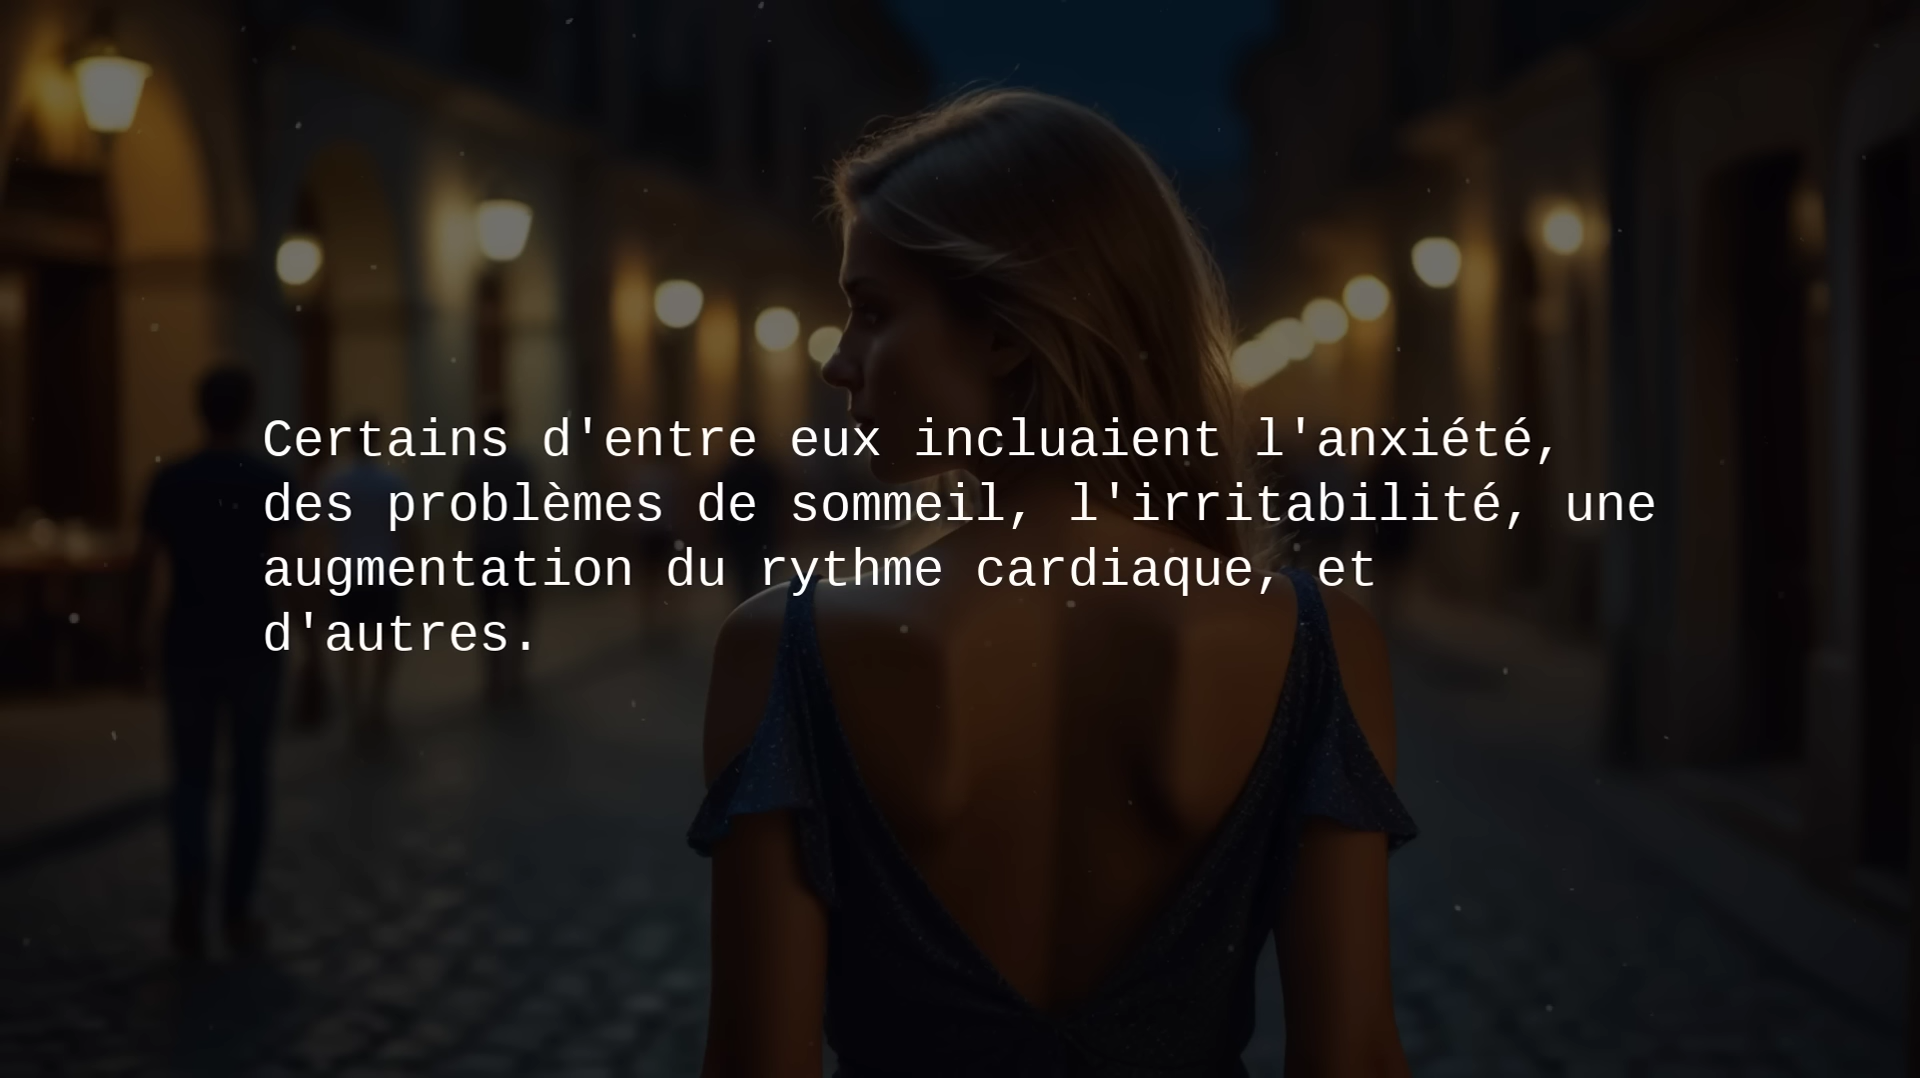 Certains d'entre eux incluaient l'anxiété,
des problèmes de sommeil, l'irritabilité, une
augmentation du rythme cardiaque, et
d'autres.